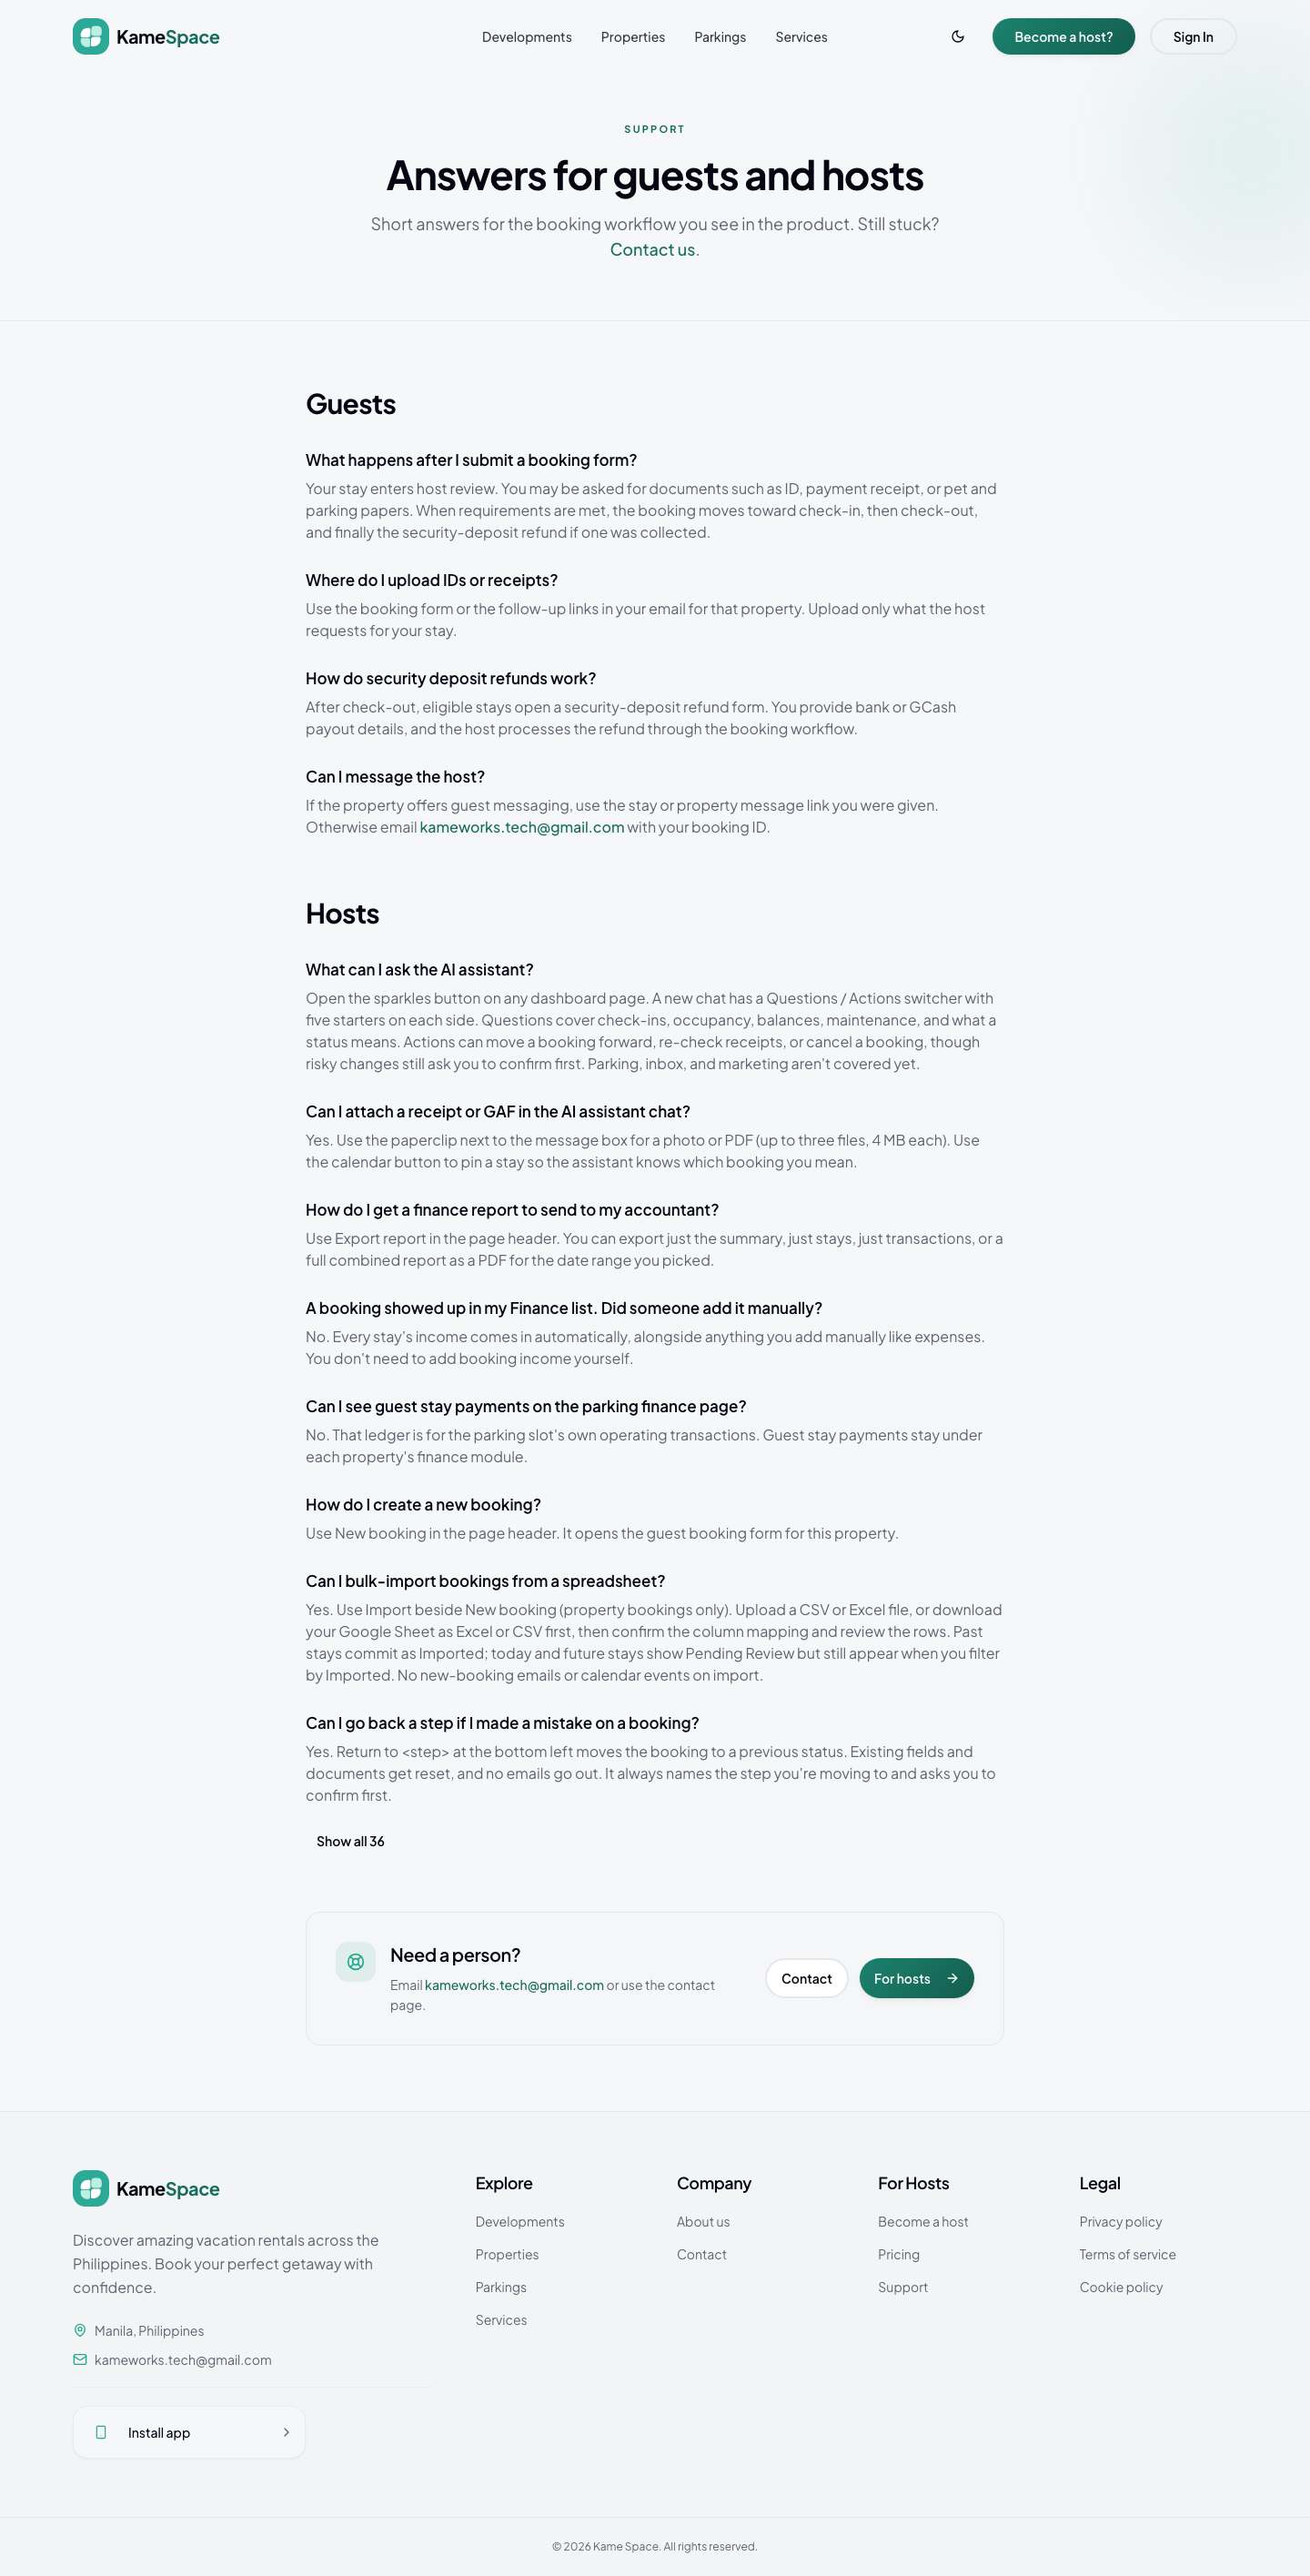 KameSpace
Developments
Properties
Parkings
Services
Become a host?
Sign In
SUPPORT
Answers for guests and hosts
Short answers for the booking workflow you see in the product. Still stuck?
Contact us.
Guests
What happens after I submit a booking form?
Your stay enters host review. You may be asked for documents such as ID, payment receipt, or pet and
parking papers. When requirements are met, the booking moves toward check-in, then check-out,
and finally the security-deposit refund if one was collected.
Where do I upload IDs or receipts?
Use the booking form or the follow-up links in your email for that property. Upload only what the host
requests for your stay.
How do security deposit refunds work?
After check-out, eligible stays open a security-deposit refund form. You provide bank or GCash
payout details, and the host processes the refund through the booking workflow.
Can I message the host?
If the property offers guest messaging, use the stay or property message link you were given.
Otherwise email kameworks.tech@gmail.com with your booking ID.
Hosts
What can I ask the AI assistant?
Open the sparkles button on any dashboard page. A new chat has a Questions / Actions switcher with
five starters on each side. Questions cover check-ins, occupancy, balances, maintenance, and what a
status means. Actions can move a booking forward, re-check receipts, or cancel a booking, though
risky changes still ask you to confirm first. Parking, inbox, and marketing aren't covered yet.
Can I attach a receipt or GAF in the AI assistant chat?
Yes. Use the paperclip next to the message box for a photo or PDF (up to three files, 4 MB each). Use
the calendar button to pin a stay so the assistant knows which booking you mean.
How do I get a finance report to send to my accountant?
Use Export report in the page header. You can export just the summary, just stays, just transactions, or a
full combined report as a PDF for the date range you picked.
A booking showed up in my Finance list. Did someone add it manually?
No. Every stay's income comes in automatically, alongside anything you add manually like expenses.
You don't need to add booking income yourself.
Can I see guest stay payments on the parking finance page?
No. That ledger is for the parking slot's own operating transactions. Guest stay payments stay under
each property's finance module.
How do I create a new booking?
Use New booking in the page header. It opens the guest booking form for this property.
Can I bulk-import bookings from a spreadsheet?
Yes. Use Import beside New booking (property bookings only). Upload a CSV or Excel file, or download
your Google Sheet as Excel or CSV first, then confirm the column mapping and review the rows. Past
stays commit as Imported; today and future stays show Pending Review but still appear when you filter
by Imported. No new-booking emails or calendar events on import.
Can I go back a step if I made a mistake on a booking?
Yes. Return to <step> at the bottom left moves the booking to a previous status. Existing fields and
documents get reset, and no emails go out. It always names the step you're moving to and asks you to
confirm first.
Show all 36
Need a person?
Email kameworks.tech@gmail.com or use the contact
page.
Contact
For hosts
KameSpace
Discover amazing vacation rentals across the
Philippines. Book your perfect getaway with
confidence.
Manila, Philippines
kameworks.tech@gmail.com
Install app
Explore
Developments
Properties
Parkings
Services
Company
About us
Contact
For Hosts
Become a host
Pricing
Support
Legal
Privacy policy
Terms of service
Cookie policy
© 2026 Kame Space. All rights reserved.